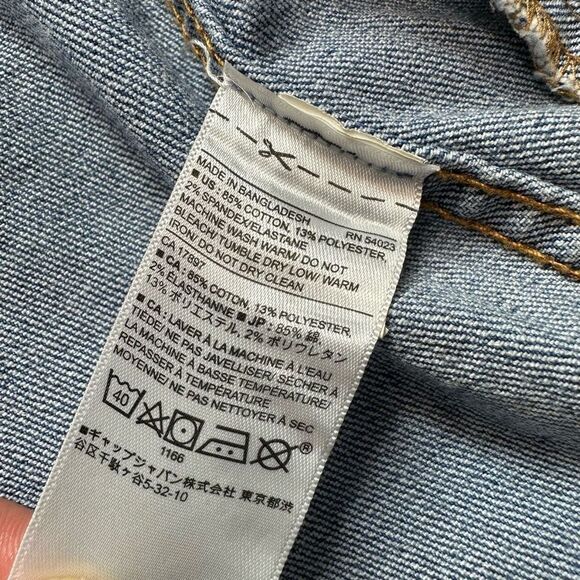 MADE IN BANGLADESH RN 54023
■ US: 85% COTTON, 13% POLYESTER,
2% SPANDEX/ELASTANE
MACHINE WASH WARM/ DO NOT
BLEACH/ TUMBLE DRY LOW/ WARM
IRON/ DO NOT DRY CLEAN
CA 17897
■ CA: 85% COTON, 13% POLYESTER,
2% ÉLASTHANNE ■ JP: 85% 綿,
13% ポリエステル, 2% ポリウレタン
■ CA: LAVER À LA MACHINE À L'EAU
TIÈDE/ NE PAS JAVELLISER/ SÉCHER À
LA MACHINE À BASSE TEMPÉRATURE/
REPASSER À TEMPÉRATURE
MOYENNE/ NE PAS NETTOYER À SEC
40 ®
1166
■ ギャップジャパン株式会社 東京都渋
谷区千駄ヶ谷5-32-10